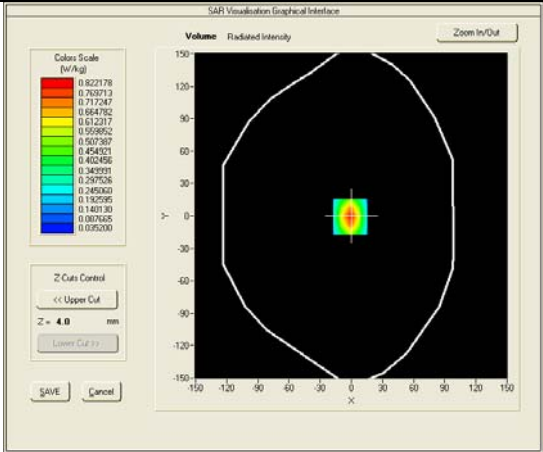 SAR Visualisation Graphical Interface
Volume Radiated Intensity
Zoom In/Out
Colors Scale
(W/kg)
0.822178
0.769713
0.717247
0.664782
0.612317
0.559852
0.507387
0.454921
0.402456
0.349991
0.297526
0.245060
0.192595
0.140130
0.087665
0.035200
Z-Cuts Control
<< Upper Cut
Z = 4.0 mm
Lower Cut >>
SAVE Cancel
150
120
90
60
30
0
-30
-60
-90
-120
-150
Y
-150 -120 -90 -60 -30 0 30 60 90 120 150
X